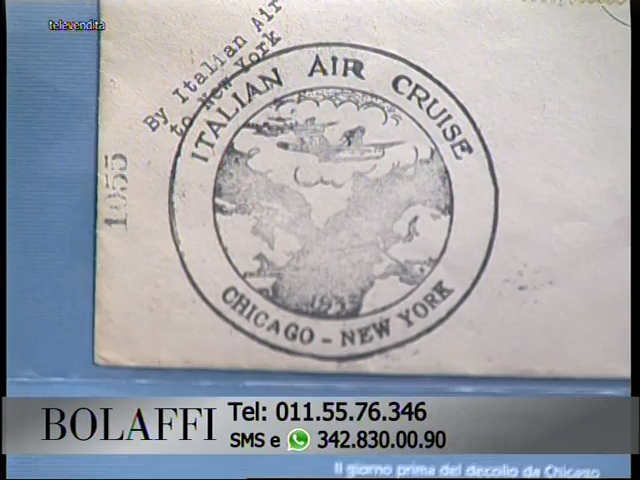 televendita
By Italian Air
to New York
ITALIAN AIR CRUISE
1055
1933
CHICAGO - NEW YORK
BOLAFFI
Tel: 011.55.76.346
SMS e 342.830.00.90
Il giorno prima del decollo da Chicago